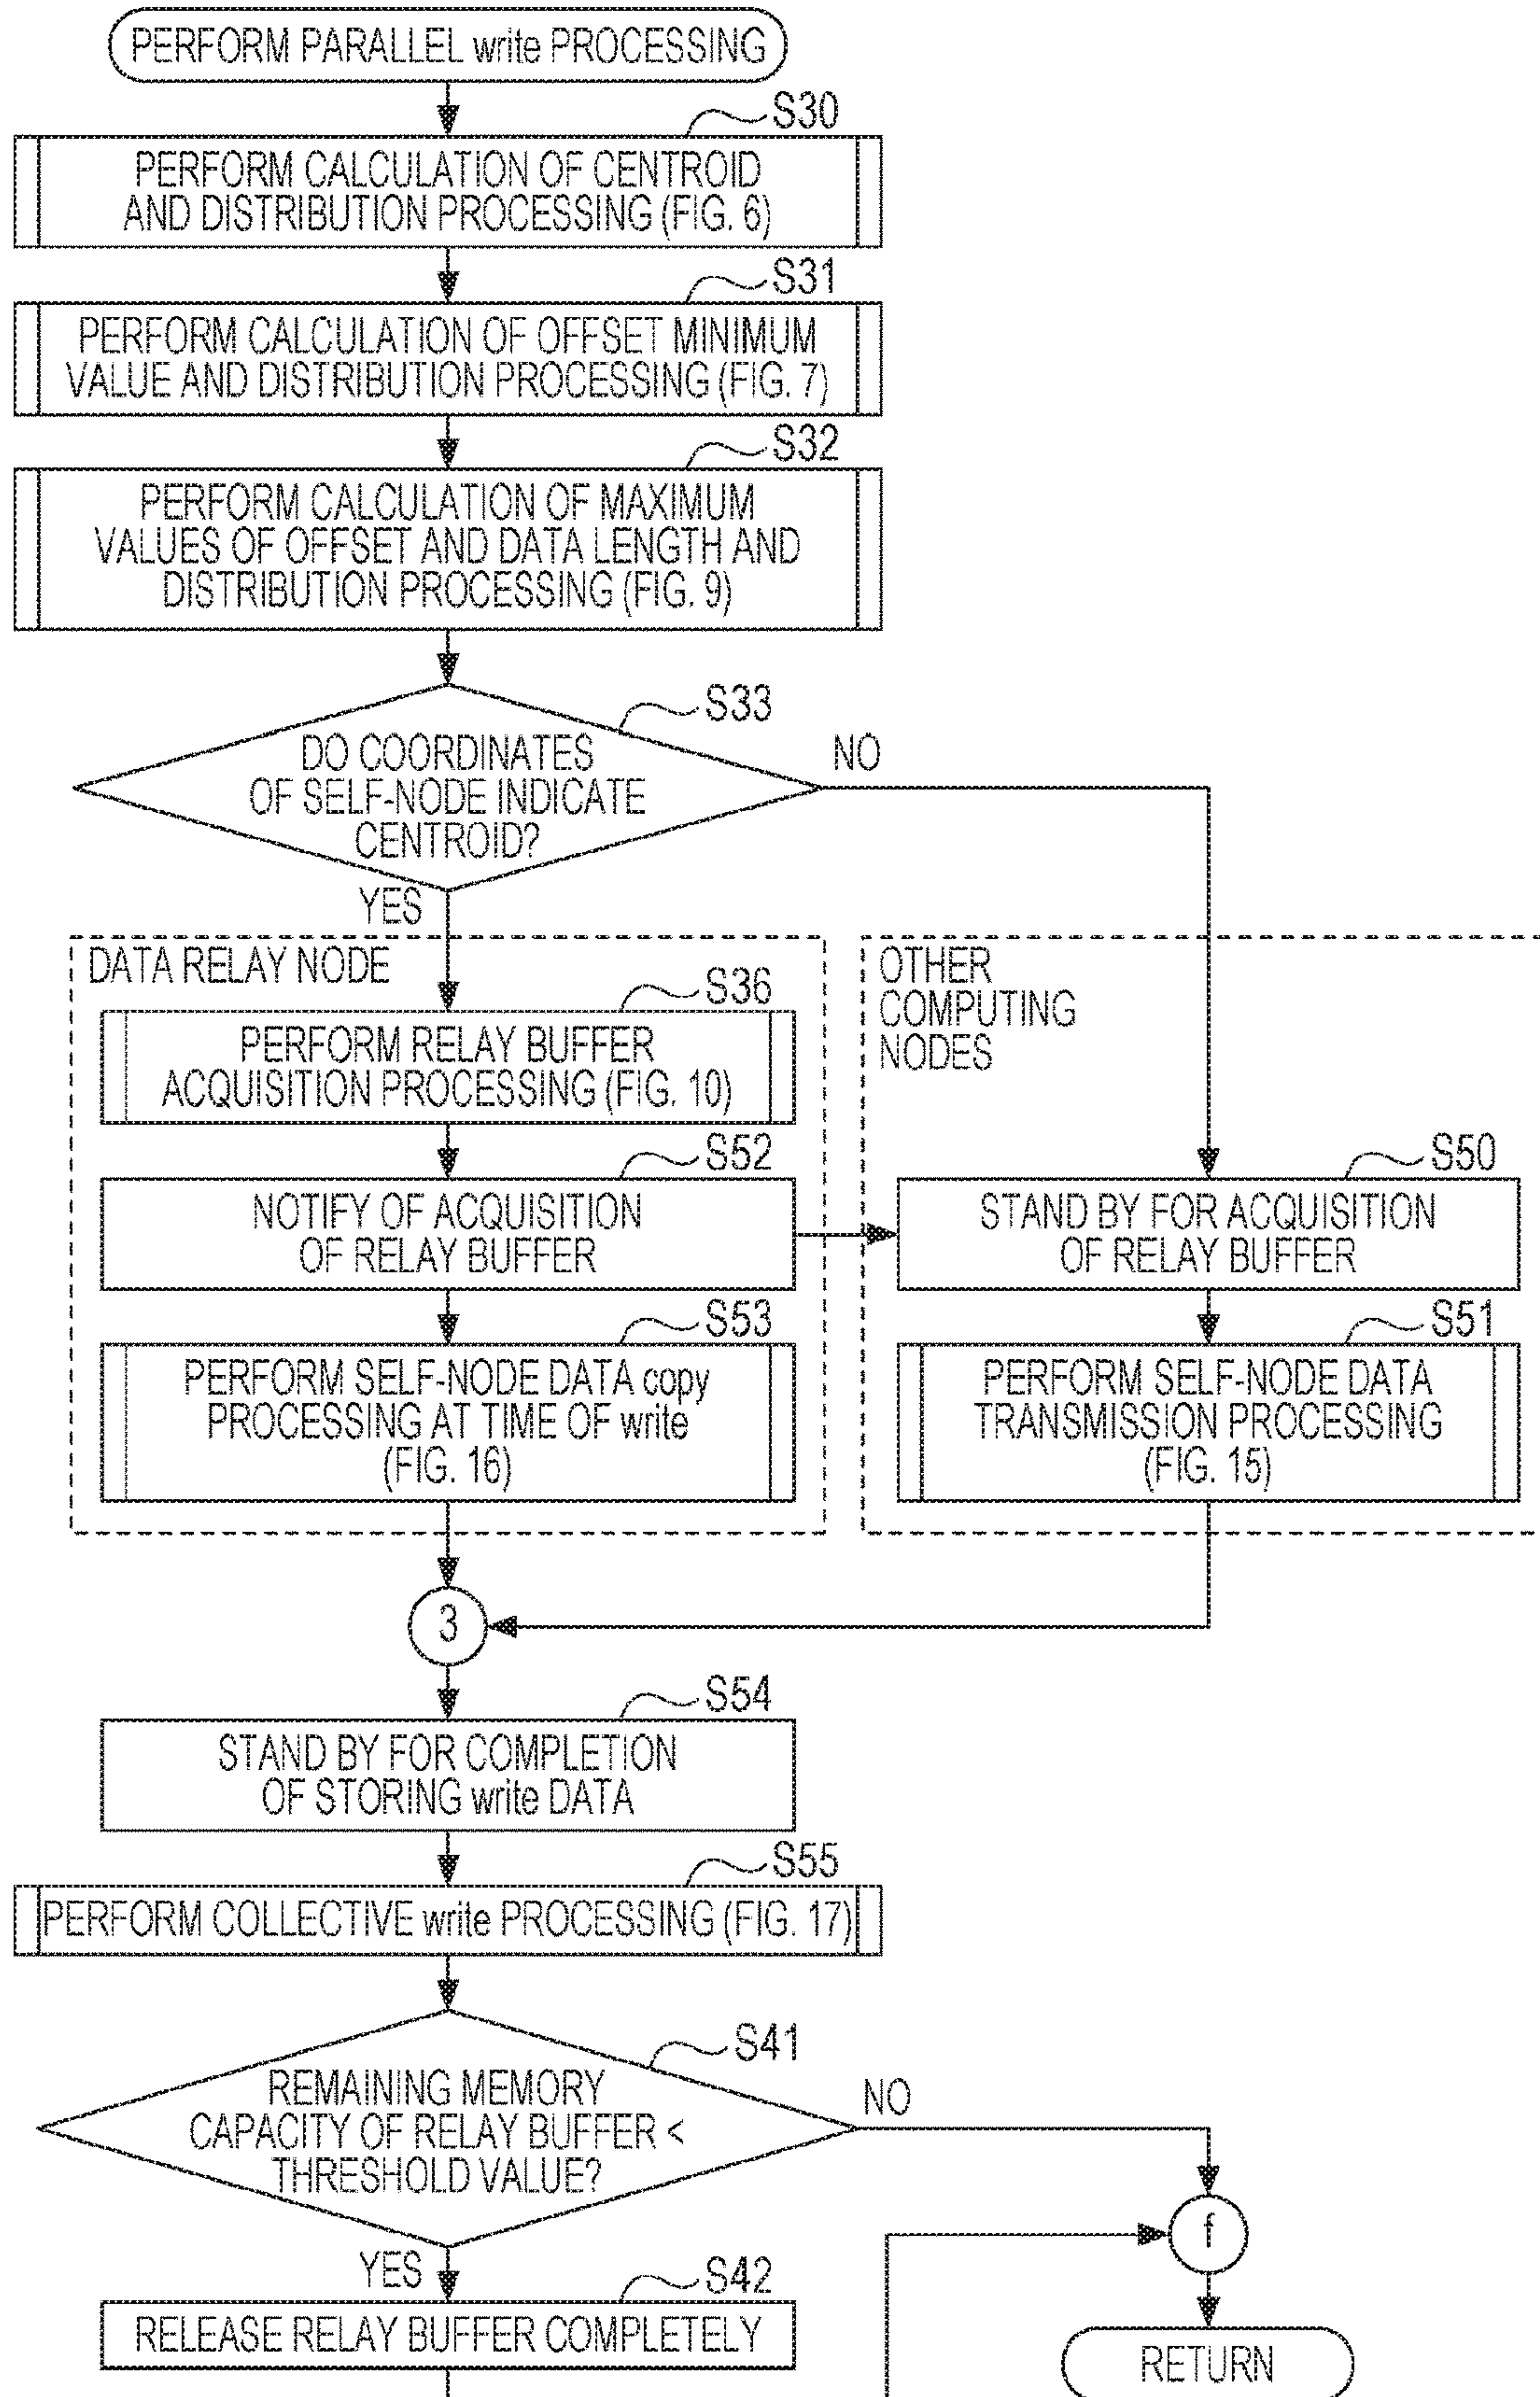 PERFORM PARALLEL write PROCESSING
S30
PERFORM CALCULATION OF CENTROID
AND DISTRIBUTION PROCESSING (FIG. 6)
S31
PERFORM CALCULATION OF OFFSET MINIMUM
VALUE AND DISTRIBUTION PROCESSING (FIG. 7)
S32
PERFORM CALCULATION OF MAXIMUM
VALUES OF OFFSET AND DATA LENGTH AND
DISTRIBUTION PROCESSING (FIG. 9)
S33
DO COORDINATES
OF SELF-NODE INDICATE
CENTROID?
NO
YES
DATA RELAY NODE
S36
PERFORM RELAY BUFFER
ACQUISITION PROCESSING (FIG. 10)
S52
NOTIFY OF ACQUISITION
OF RELAY BUFFER
S53
PERFORM SELF-NODE DATA copy
PROCESSING AT TIME OF write
(FIG. 16)
OTHER
COMPUTING
NODES
S50
STAND BY FOR ACQUISITION
OF RELAY BUFFER
S51
PERFORM SELF-NODE DATA
TRANSMISSION PROCESSING
(FIG. 15)
3
S54
STAND BY FOR COMPLETION
OF STORING write DATA
S55
PERFORM COLLECTIVE write PROCESSING (FIG. 17)
S41
REMAINING MEMORY
CAPACITY OF RELAY BUFFER <
THRESHOLD VALUE?
NO
YES
f
S42
RELEASE RELAY BUFFER COMPLETELY
RETURN